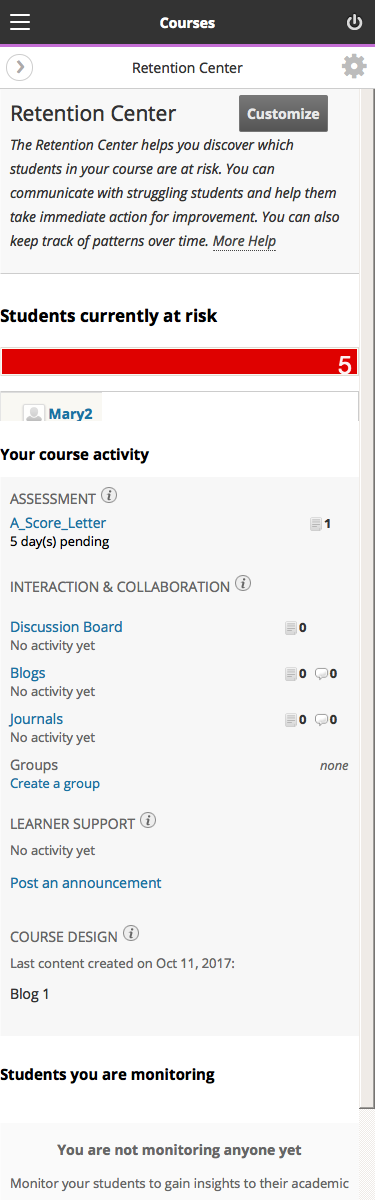 Courses
Retention Center
Retention Center
Customize
The Retention Center helps you discover which
students in your course are at risk. You can
communicate with struggling students and help them
take immediate action for improvement. You can also
keep track of patterns over time. More Help
Students currently at risk
5
Mary2
Your course activity
ASSESSMENT
A_Score_Letter 1
5 day(s) pending
INTERACTION & COLLABORATION
Discussion Board 0
No activity yet
Blogs 0 0
No activity yet
Journals 0 0
No activity yet
Groups none
Create a group
LEARNER SUPPORT
No activity yet
Post an announcement
COURSE DESIGN
Last content created on Oct 11, 2017:
Blog 1
Students you are monitoring
You are not monitoring anyone yet
Monitor your students to gain insights to their academic